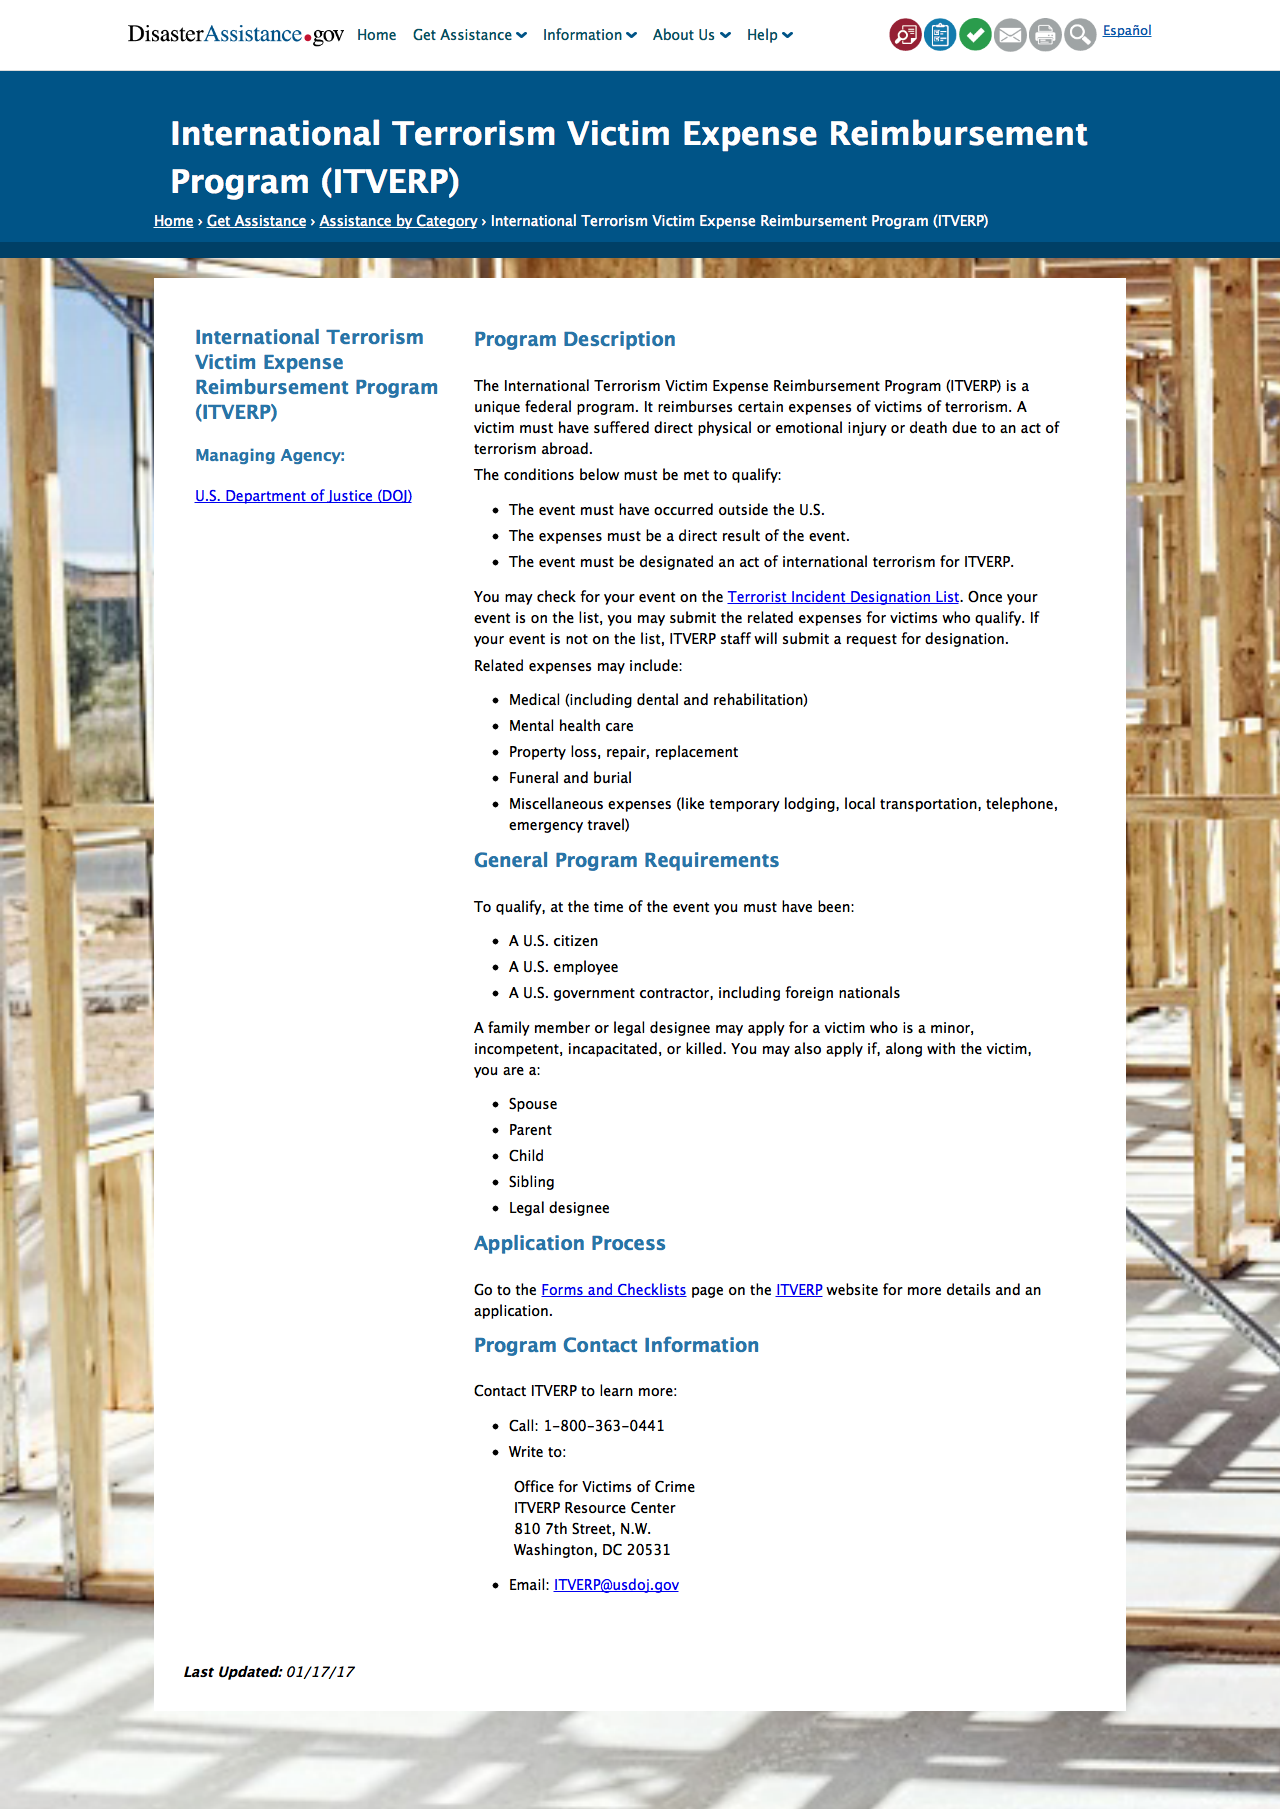 DisasterAssistance.gov Home Get Assistance Information About Us Help Español
International Terrorism Victim Expense Reimbursement
Program (ITVERP)
Home › Get Assistance › Assistance by Category › International Terrorism Victim Expense Reimbursement Program (ITVERP)
International Terrorism
Victim Expense
Reimbursement Program
(ITVERP)
Managing Agency:
U.S. Department of Justice (DOJ)
Program Description
The International Terrorism Victim Expense Reimbursement Program (ITVERP) is a
unique federal program. It reimburses certain expenses of victims of terrorism. A
victim must have suffered direct physical or emotional injury or death due to an act of
terrorism abroad.
The conditions below must be met to qualify:
• The event must have occurred outside the U.S.
• The expenses must be a direct result of the event.
• The event must be designated an act of international terrorism for ITVERP.
You may check for your event on the Terrorist Incident Designation List. Once your
event is on the list, you may submit the related expenses for victims who qualify. If
your event is not on the list, ITVERP staff will submit a request for designation.
Related expenses may include:
• Medical (including dental and rehabilitation)
• Mental health care
• Property loss, repair, replacement
• Funeral and burial
• Miscellaneous expenses (like temporary lodging, local transportation, telephone,
emergency travel)
General Program Requirements
To qualify, at the time of the event you must have been:
• A U.S. citizen
• A U.S. employee
• A U.S. government contractor, including foreign nationals
A family member or legal designee may apply for a victim who is a minor,
incompetent, incapacitated, or killed. You may also apply if, along with the victim,
you are a:
• Spouse
• Parent
• Child
• Sibling
• Legal designee
Application Process
Go to the Forms and Checklists page on the ITVERP website for more details and an
application.
Program Contact Information
Contact ITVERP to learn more:
• Call: 1-800-363-0441
• Write to:
Office for Victims of Crime
ITVERP Resource Center
810 7th Street, N.W.
Washington, DC 20531
• Email: ITVERP@usdoj.gov
Last Updated: 01/17/17